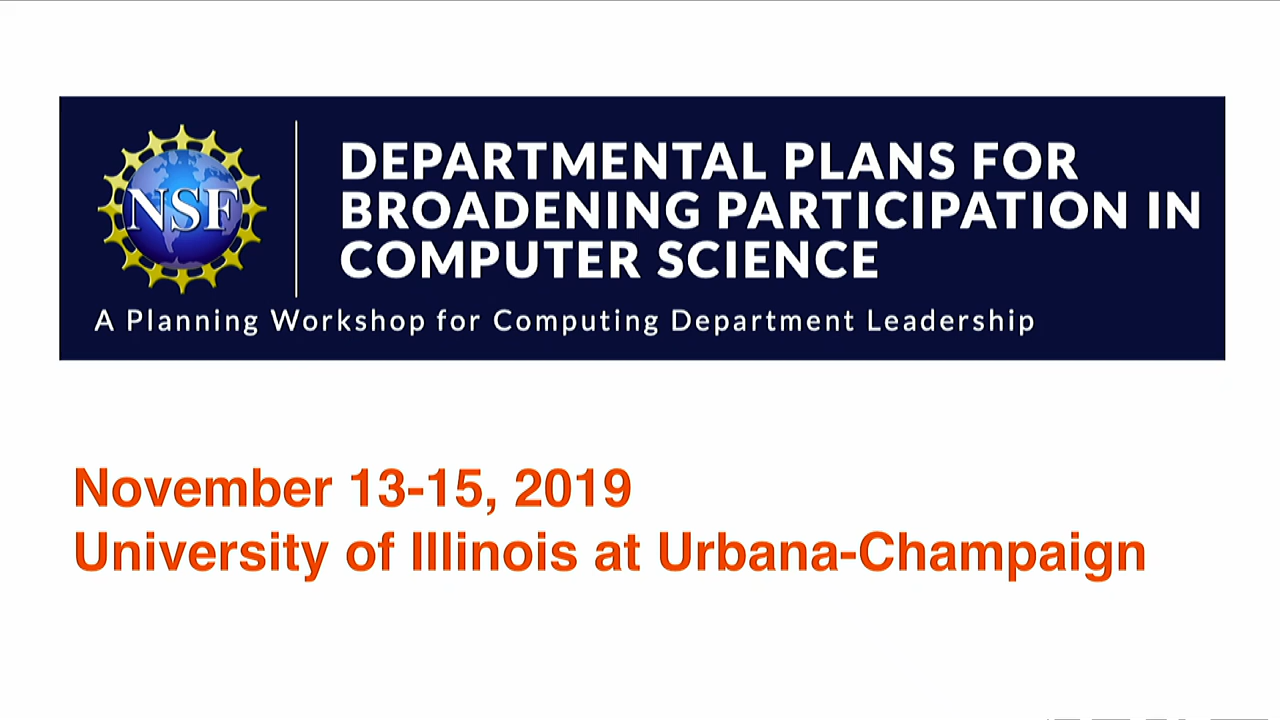 NSF
DEPARTMENTAL PLANS FOR
BROADENING PARTICIPATION IN
COMPUTER SCIENCE
A Planning Workshop for Computing Department Leadership
November 13-15, 2019
University of Illinois at Urbana-Champaign